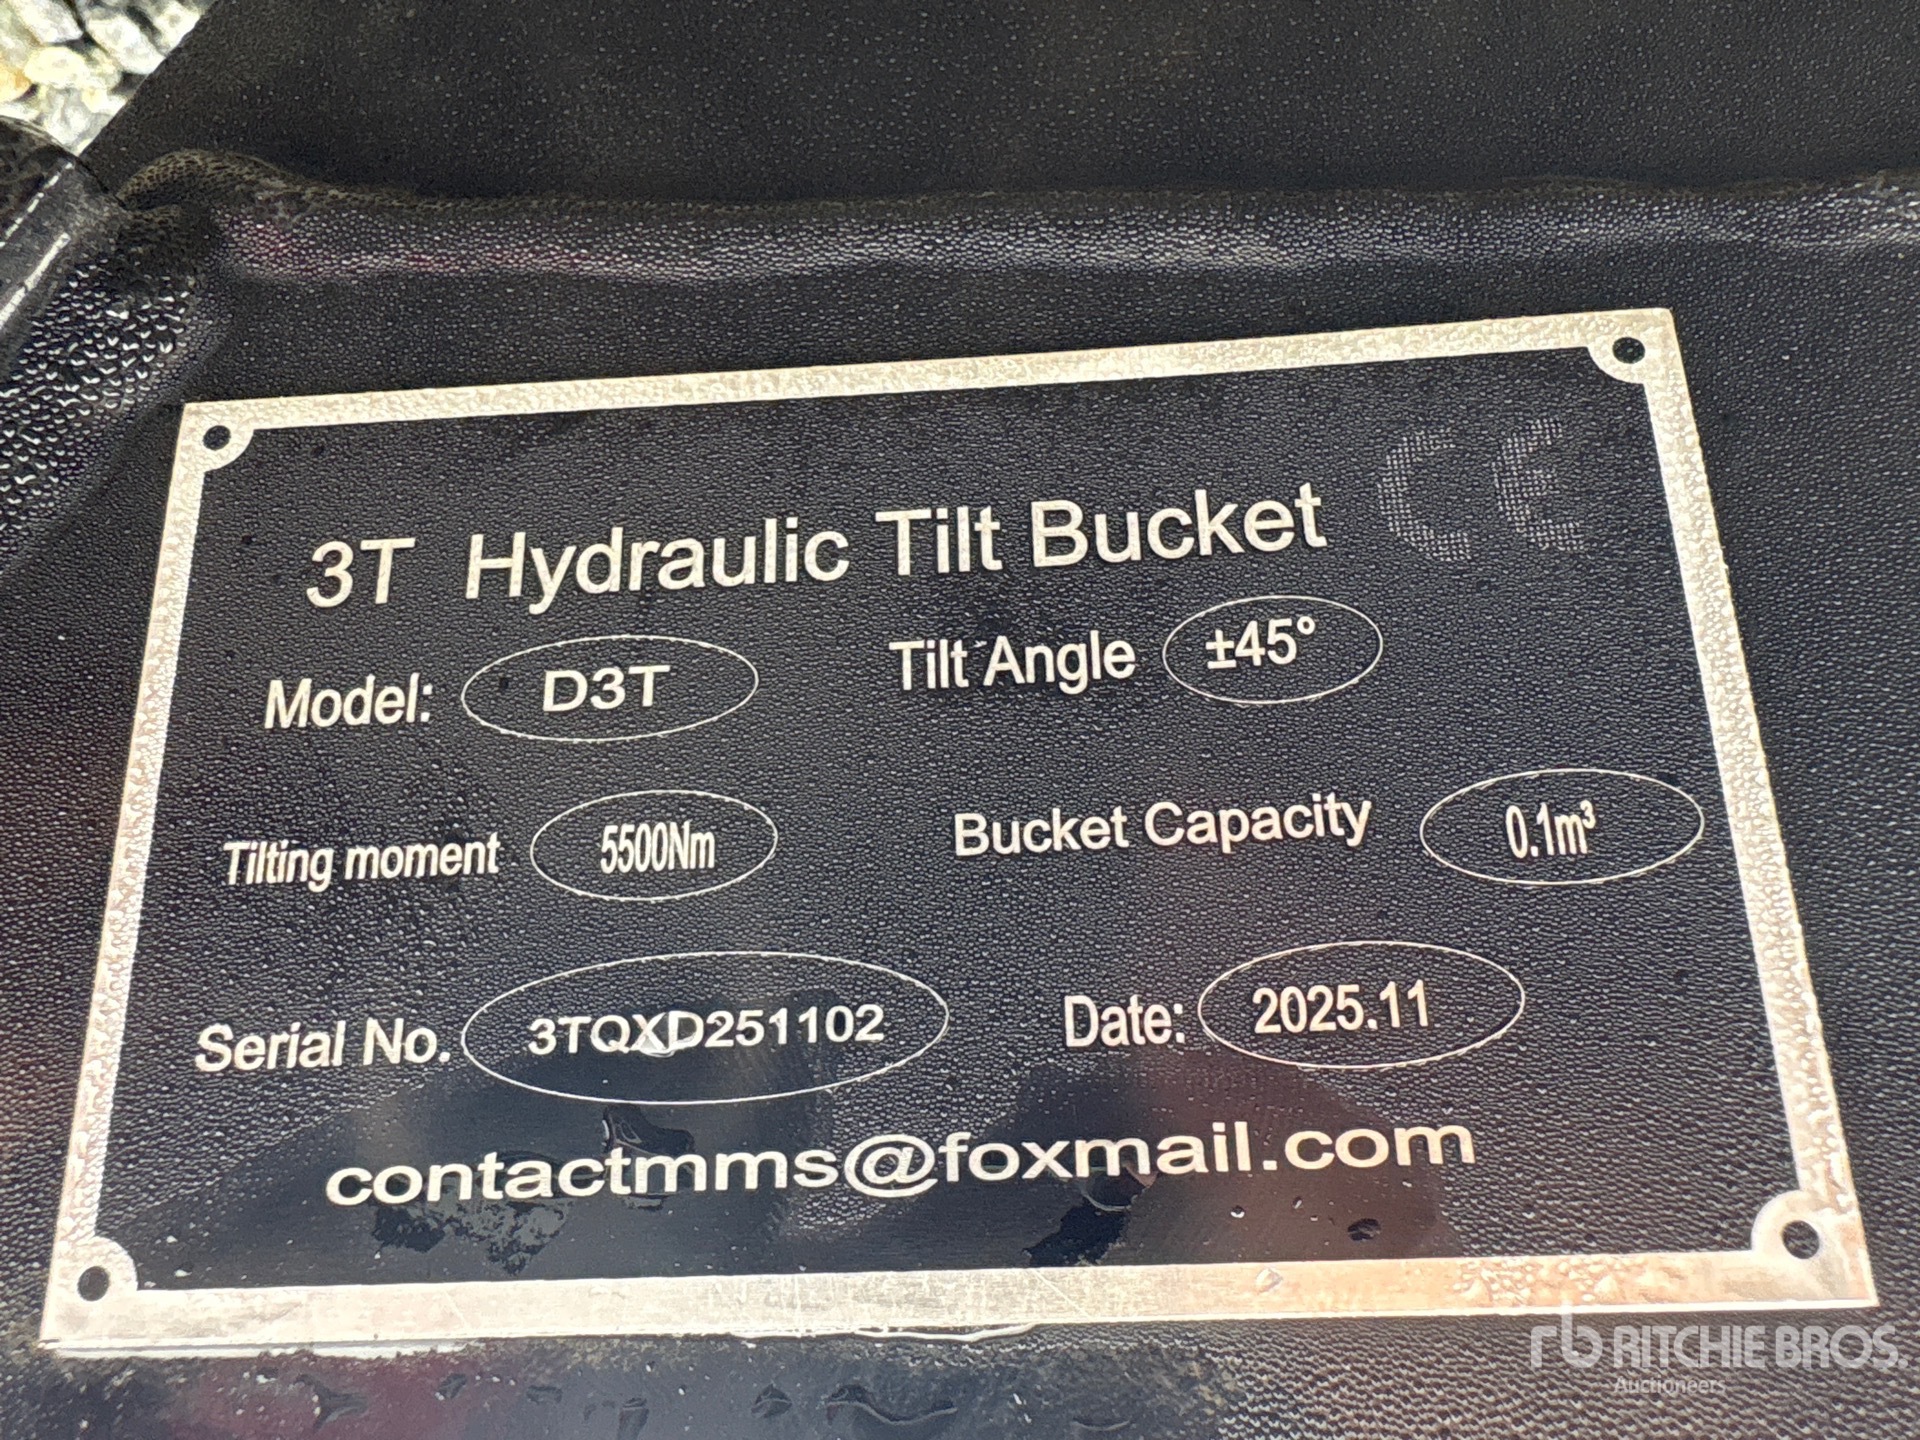 CE
3T Hydraulic Tilt Bucket
Model: D3T Tilt Angle ±45°
Tilting moment 5500Nm Bucket Capacity 0.1m³
Serial No. 3TQXD251102 Date: 2025.11
contactmms@foxmail.com
rb RITCHIE BROS.
Auctioneers